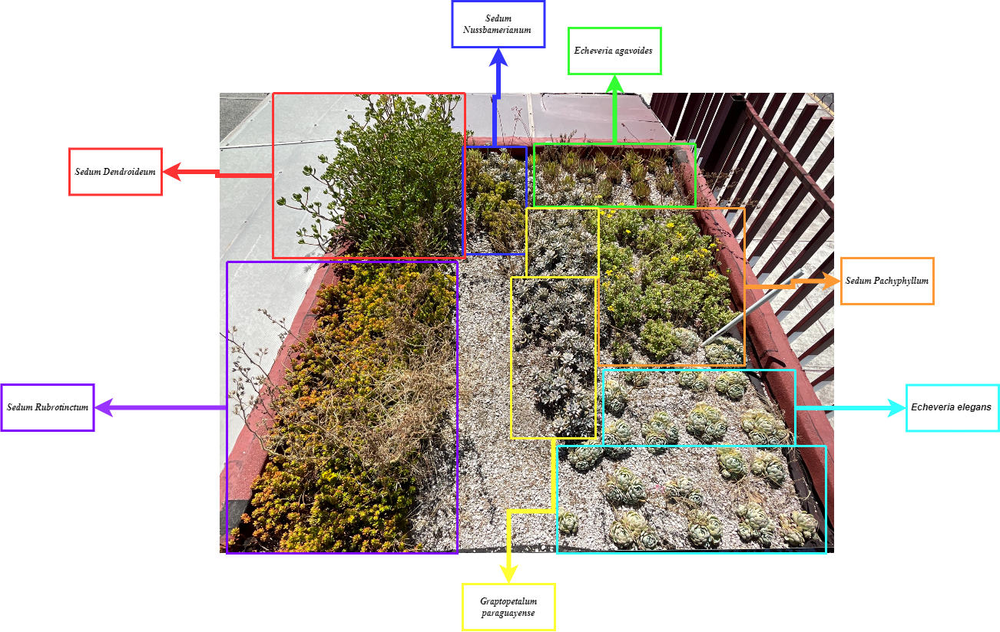 Sedum
Nussbamerianum
Echeveria agavoides
Sedum Dendroideum
Sedum Pachyphyllum
Sedum Rubrotinctum
Echeveria elegans
Graptopetalum
paraguayense